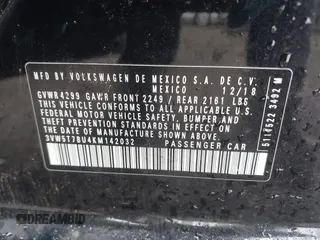 MFD BY VOLKSWAGEN DE MEXICO S.A. DE C.V.
MEXICO 12/18
GVWR 4299 GAWR FRONT 2249 / REAR 2161 LBS
THIS VEHICLE CONFORMS TO ALL APPLICABLE U.S.
FEDERAL MOTOR VEHICLE SAFETY, BUMPER, AND
THEFT PREVENTION STANDARDS IN EFFECT ON THE
DATE OF MANUFACTURE SHOWN ABOVE.
3VW577BU4KM142032 PASSENGER CAR
5117522 3492 M
DREAMBID